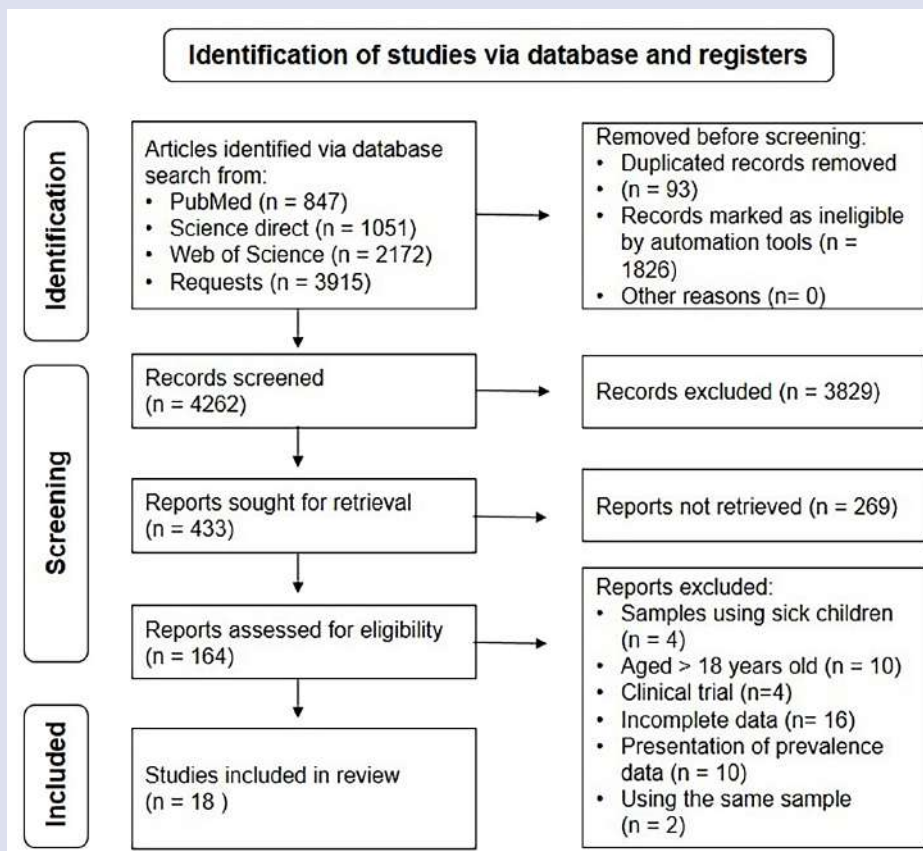 Identification of studies via database and registers
Identification
Articles identified via database
search from:
• PubMed (n = 847)
• Science direct (n = 1051)
• Web of Science (n = 2172)
• Requests (n = 3915)
Removed before screening:
• Duplicated records removed
• (n = 93)
• Records marked as ineligible
by automation tools (n =
1826)
• Other reasons (n= 0)
Screening
Records screened
(n = 4262)
Records excluded (n = 3829)
Reports sought for retrieval
(n = 433)
Reports not retrieved (n = 269)
Reports assessed for eligibility
(n = 164)
Reports excluded:
• Samples using sick children
(n = 4)
• Aged > 18 years old (n = 10)
• Clinical trial (n=4)
• Incomplete data (n= 16)
• Presentation of prevalence
data (n = 10)
• Using the same sample
(n = 2)
Included
Studies included in review
(n = 18 )